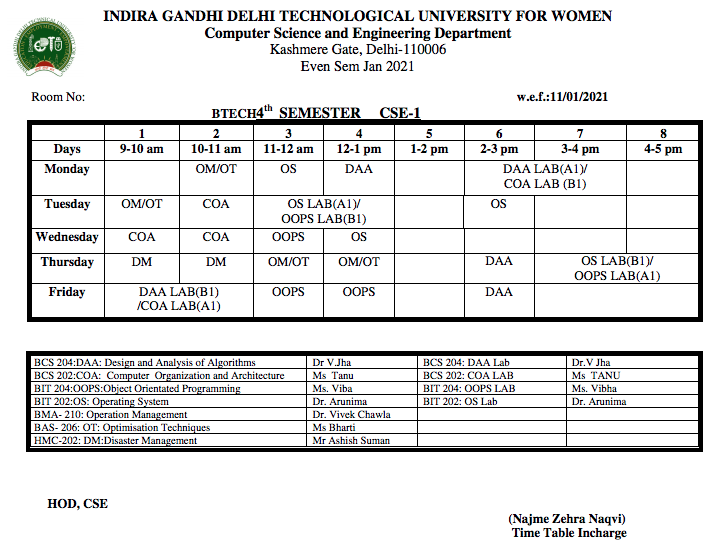 INDIRA GANDHI DELHI TECHNOLOGICAL UNIVERSITY FOR WOMEN
Computer Science and Engineering Department
Kashmere Gate, Delhi-110006
Even Sem Jan 2021
Room No: w.e.f.:11/01/2021
BTECH4th SEMESTER CSE-1
1 2 3 4 5 6 7 8
Days 9-10 am 10-11 am 11-12 am 12-1 pm 1-2 pm 2-3 pm 3-4 pm 4-5 pm
Monday OM/OT OS DAA DAA LAB(A1)/
COA LAB (B1)
Tuesday OM/OT COA OS LAB(A1)/ OS
OOPS LAB(B1)
Wednesday COA COA OOPS OS
Thursday DM DM OM/OT OM/OT DAA OS LAB(B1)/
OOPS LAB(A1)
Friday DAA LAB(B1) OOPS OOPS DAA
/COA LAB(A1)
BCS 204:DAA: Design and Analysis of Algorithms Dr V.Jha BCS 204: DAA Lab Dr.V Jha
BCS 202:COA: Computer Organization and Architecture Ms Tanu BCS 202: COA LAB Ms TANU
BIT 204:OOPS:Object Orientated Programming Ms. Viba BIT 204: OOPS LAB Ms. Vibha
BIT 202:OS: Operating System Dr. Arunima BIT 202: OS Lab Dr. Arunima
BMA- 210: Operation Management Dr. Vivek Chawla
BAS- 206: OT: Optimisation Techniques Ms Bharti
HMC-202: DM:Disaster Management Mr Ashish Suman
HOD, CSE
(Najme Zehra Naqvi)
Time Table Incharge